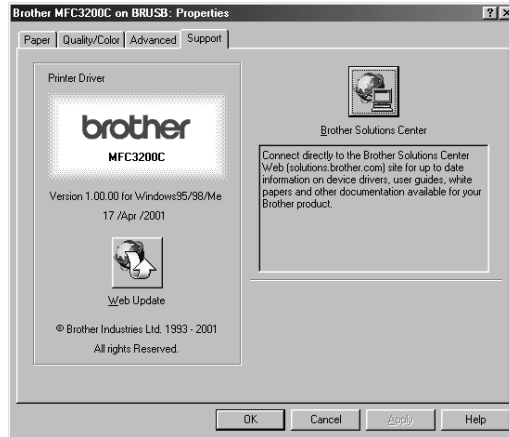 Brother MFC3200C on BRUSB: Properties
Paper
Quality/Color
Advanced
Support
Printer Driver
brother
MFC3200C
Version 1.00.00 for Windows95/98/Me
17 /Apr /2001
Web Update
© Brother Industries Ltd. 1993 - 2001
All rights Reserved.
Brother Solutions Center
Connect directly to the Brother Solutions Center
Web (solutions.brother.com) site for up to date
information on device drivers, user guides, white
papers and other documentation available for your
Brother product.
OK
Cancel
Apply
Help